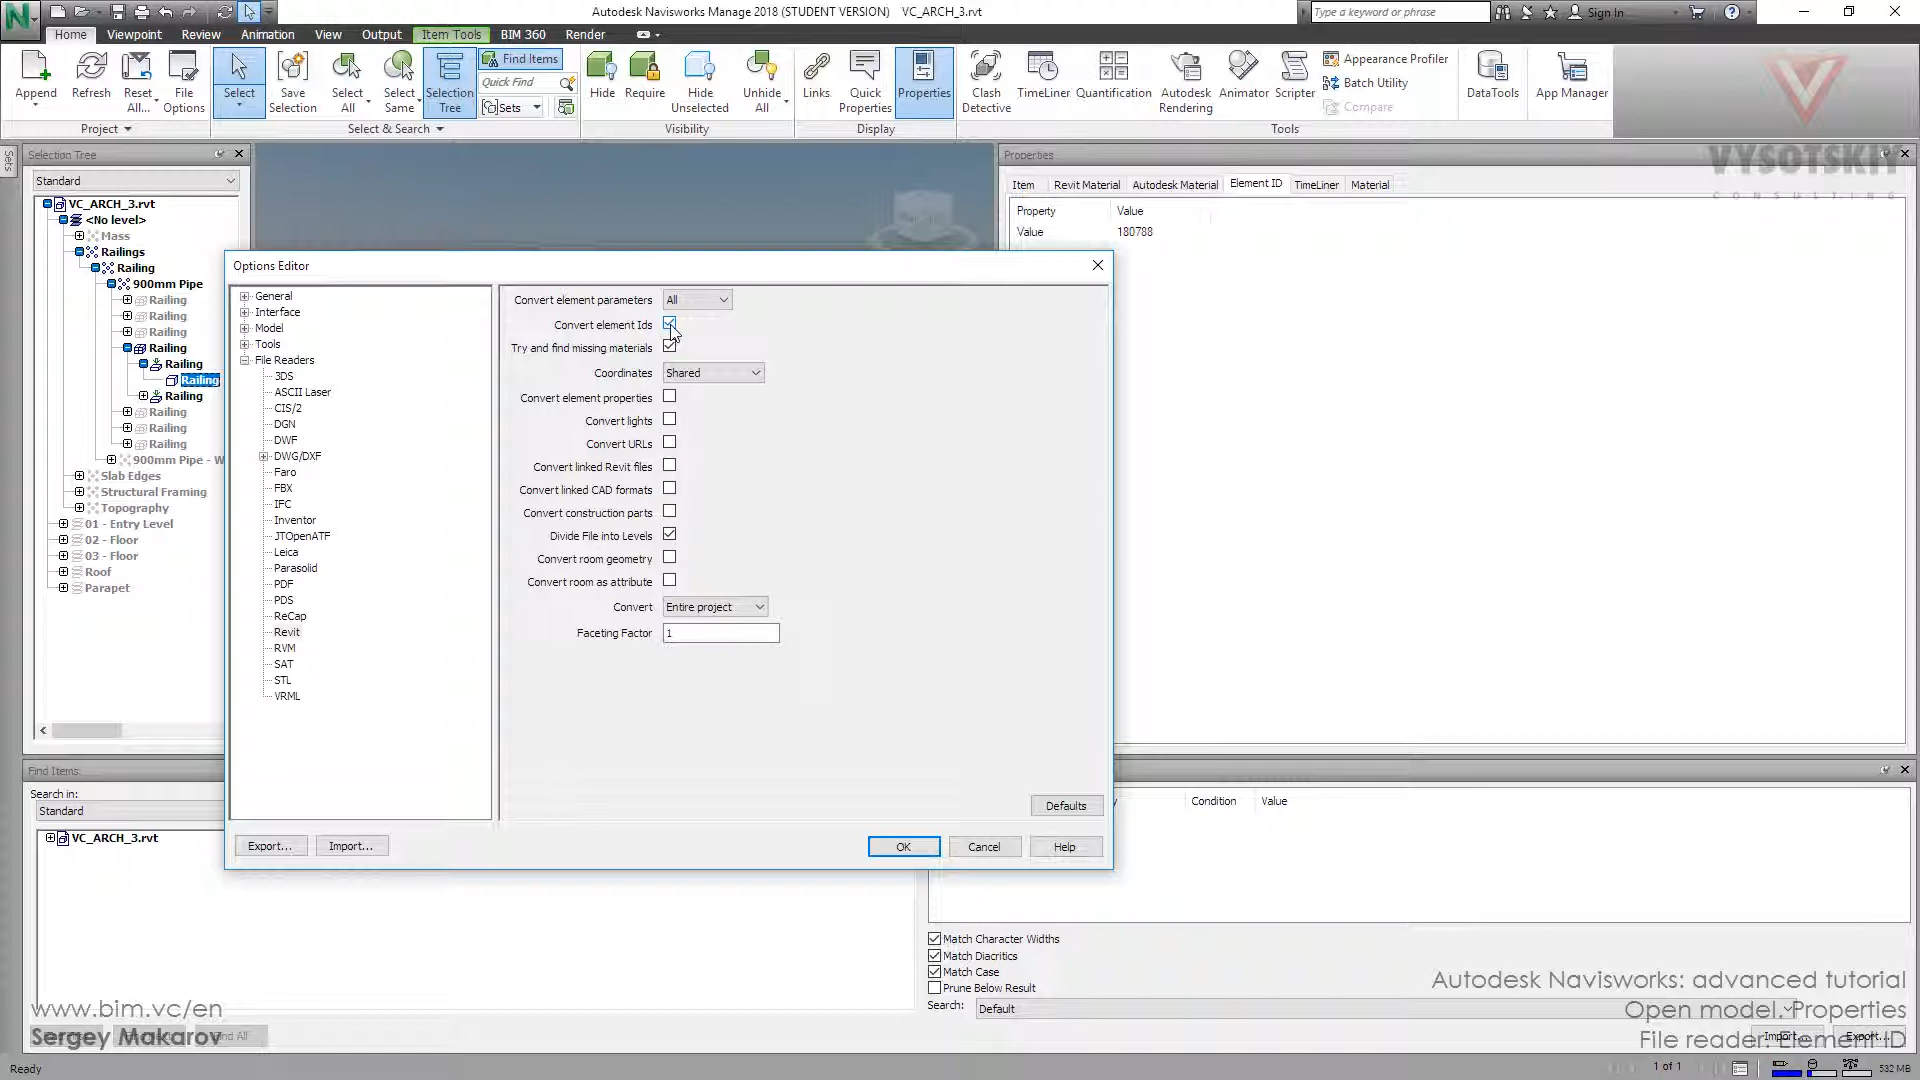 Autodesk Navisworks Manage 2018 (STUDENT VERSION) VC_ARCH_3.rvt
Type a keyword or phrase
Sign In
Home Viewpoint Review Animation View Output Item Tools BIM 360 Render
Append
Refresh
Reset All...
File Options
Project
Select
Save Selection
Select All
Select Same
Selection Tree
Find Items
Quick Find
Sets
Select & Search
Hide
Require
Hide Unselected
Unhide All
Visibility
Links
Quick Properties
Properties
Display
Clash Detective
TimeLiner
Quantification
Autodesk Rendering
Animator
Scripter
Appearance Profiler
Batch Utility
Compare
Tools
DataTools
App Manager
Sets
Selection Tree
Standard
VC_ARCH_3.rvt
<No level>
Mass
Railings
Railing
900mm Pipe
Railing
Railing
Railing
Railing
Railing
Railing
Railing
Railing
Railing
Railing
900mm Pipe - W
Slab Edges
Structural Framing
Topography
01 - Entry Level
02 - Floor
03 - Floor
Roof
Parapet
Properties
VYSOTSKIY
CONSULTING
Item Revit Material Autodesk Material Element ID TimeLiner Material
Property Value
Value 180788
Options Editor
General
Interface
Model
Tools
File Readers
3DS
ASCII Laser
CIS/2
DGN
DWF
DWG/DXF
Faro
FBX
IFC
Inventor
JTOpenATF
Leica
Parasolid
PDF
PDS
ReCap
Revit
RVM
SAT
STL
VRML
Convert element parameters All
Convert element Ids
Try and find missing materials
Coordinates Shared
Convert element properties
Convert lights
Convert URLs
Convert linked Revit files
Convert linked CAD formats
Convert construction parts
Divide File into Levels
Convert room geometry
Convert room as attribute
Convert Entire project
Faceting Factor 1
Defaults
Export... Import... OK Cancel Help
Find Items
Search in:
Standard
VC_ARCH_3.rvt
Condition Value
Match Character Widths
Match Diacritics
Match Case
Prune Below Result
Search: Default
Import... Export...
www.bim.vc/en
Sergey Makarov
Autodesk Navisworks: advanced tutorial
Open model. Properties
File reader: Element ID
Ready
1 of 1
532 MB